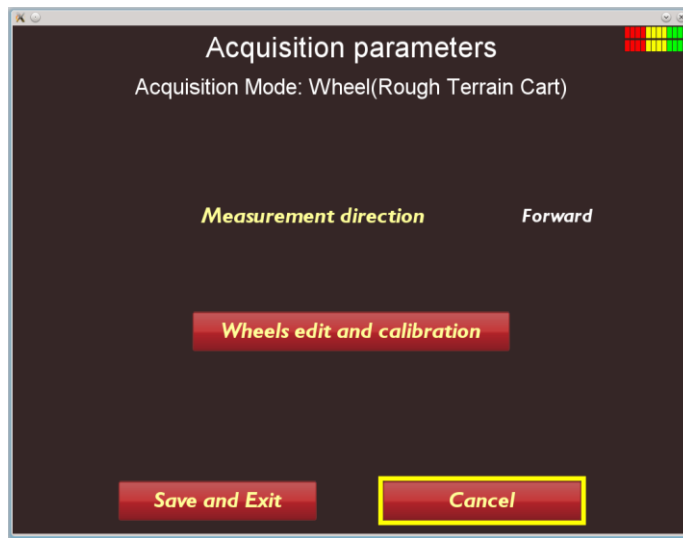 Acquisition parameters
Acquisition Mode: Wheel(Rough Terrain Cart)
Measurement direction Forward
Wheels edit and calibration
Save and Exit Cancel